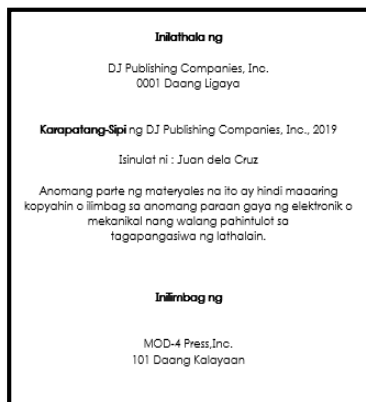 Inilathala ng
DJ Publishing Companies, Inc.
0001 Daang Ligaya
Karapatang-Sipi ng DJ Publishing Companies, Inc., 2019
Isinulat ni : Juan dela Cruz
Anomang parte ng materyales na ito ay hindi maaaring
kopyahin o ilimbag sa anomang paraan gaya ng elektronik o
mekanikal nang walang pahintulot sa
tagapangasiwa ng lathalain.
Inilimbag ng
MOD-4 Press,Inc.
101 Daang Kalayaan